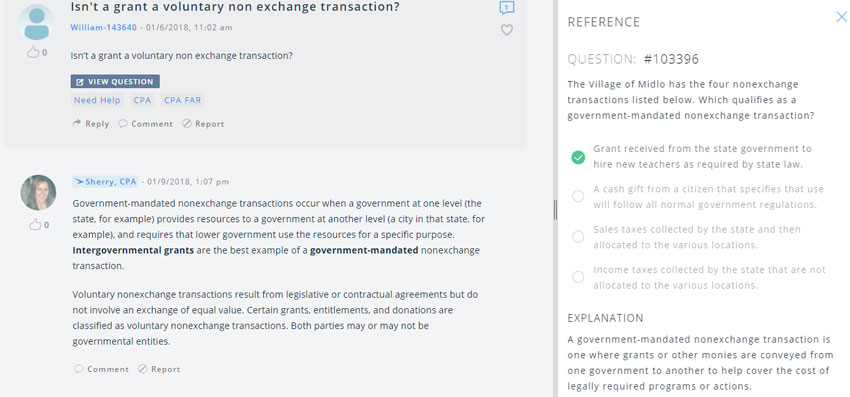 Isn't a grant a voluntary non exchange transaction?
1
William-143640 - 01/6/2018, 11:02 am
0
Isn't a grant a voluntary non exchange transaction?
VIEW QUESTION
Need Help CPA CPA FAR
Reply Comment Report
Sherry, CPA - 01/9/2018, 1:07 pm
0
Government-mandated nonexchange transactions occur when a government at one level (the
state, for example) provides resources to a government at another level (a city in that state, for
example), and requires that lower government use the resources for a specific purpose.
Intergovernmental grants are the best example of a government-mandated nonexchange
transaction.
Voluntary nonexchange transactions result from legislative or contractual agreements but do
not involve an exchange of equal value. Certain grants, entitlements, and donations are
classified as voluntary nonexchange transactions. Both parties may or may not be
governmental entities.
Comment Report
REFERENCE
QUESTION: #103396
The Village of Midlo has the four nonexchange
transactions listed below. Which qualifies as a
government-mandated nonexchange transaction?
Grant received from the state government to
hire new teachers as required by state law.
A cash gift from a citizen that specifies that use
will follow all normal government regulations.
Sales taxes collected by the state and then
allocated to the various locations.
Income taxes collected by the state that are not
allocated to the various locations.
EXPLANATION
A government-mandated nonexchange transaction is
one where grants or other monies are conveyed from
one government to another to help cover the cost of
legally required programs or actions.